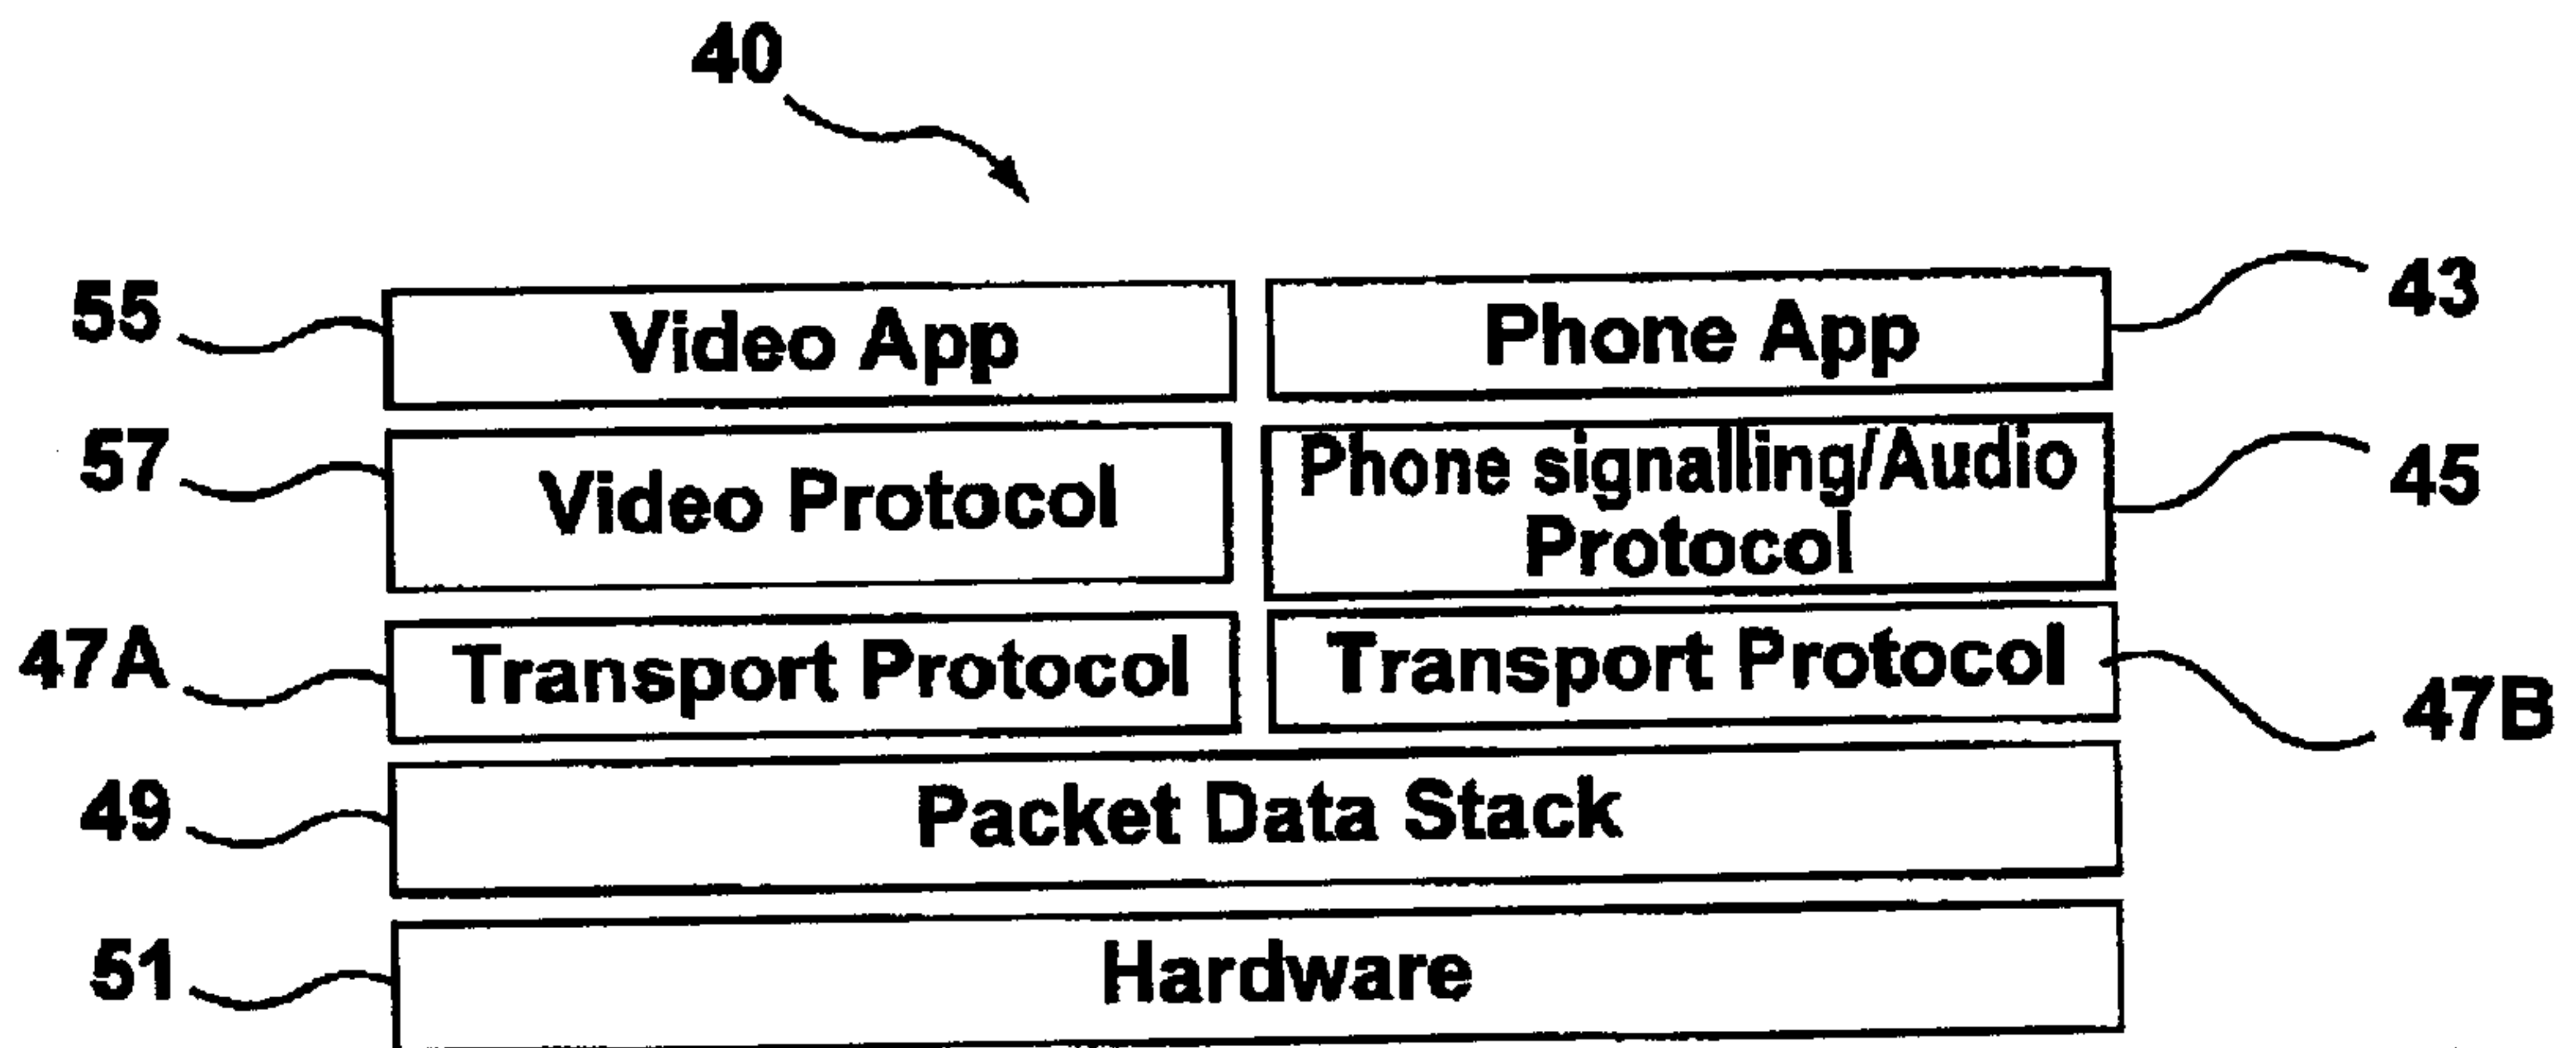 40
55
Video App
Phone App
43
57
Video Protocol
Phone signalling/Audio
Protocol
45
47A
Transport Protocol
Transport Protocol
47B
49
Packet Data Stack
51
Hardware